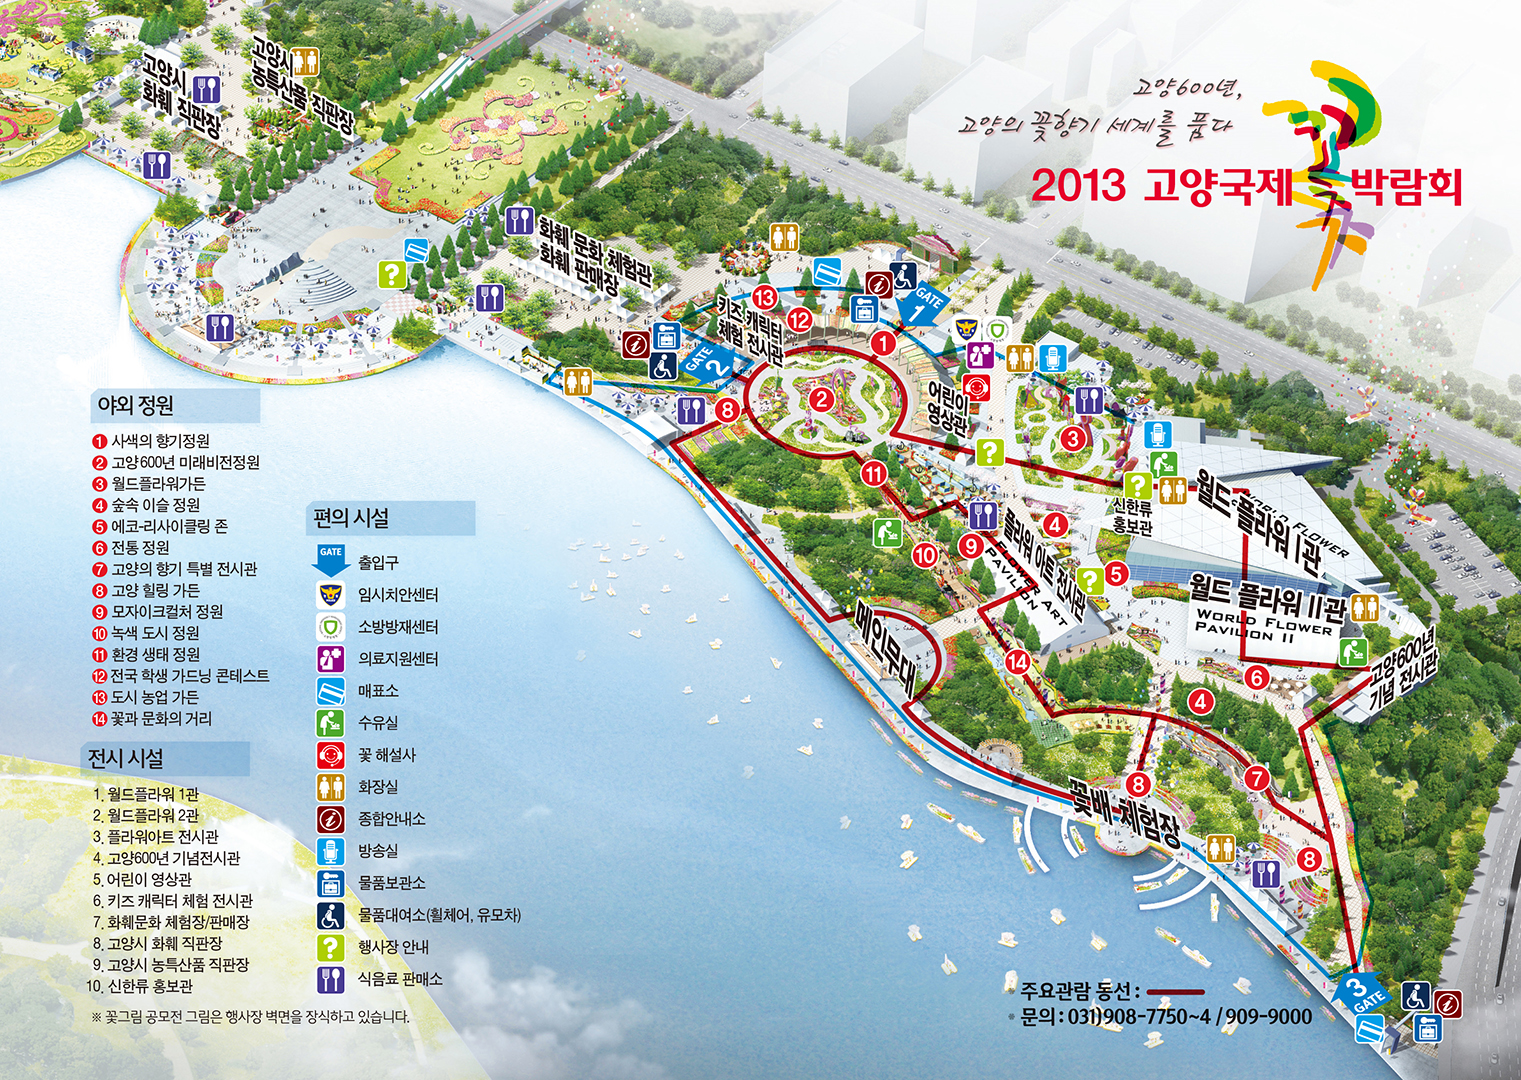 고양600년,
고양의 꽃향기 세계를 품다
2013 고양국제꽃박람회
고양시
화훼 직판장
고양시
농특산품 직판장
화훼 문화 체험관
화훼 판매장
키즈 캐릭터
체험 전시관
GATE 1
GATE 2
어린이
영상관
신한류
홍보관
월드 플라워 I관
WORLD FLOWER
월드 플라워 II관
WORLD FLOWER
PAVILION II
플라워 아트 전시관
FLOWER ART
PAVILION
고양600년
기념 전시관
메인무대
꽃배 체험장
3 GATE
1
2
3
4
4
5
6
7
8
8
8
9
10
11
12
13
14
야외 정원
1 사색의 향기정원
2 고양600년 미래비전정원
3 월드플라워가든
4 숲속 이슬 정원
5 에코-리사이클링 존
6 전통 정원
7 고양의 향기 특별 전시관
8 고양 힐링 가든
9 모자이크컬처 정원
10 녹색 도시 정원
11 환경 생태 정원
12 전국 학생 가드닝 콘테스트
13 도시 농업 가든
14 꽃과 문화의 거리
전시 시설
1. 월드플라워 1관
2. 월드플라워 2관
3. 플라워아트 전시관
4. 고양600년 기념전시관
5. 어린이 영상관
6. 키즈 캐릭터 체험 전시관
7. 화훼문화 체험장/판매장
8. 고양시 화훼 직판장
9. 고양시 농특산품 직판장
10. 신한류 홍보관
※ 꽃그림 공모전 그림은 행사장 벽면을 장식하고 있습니다.
편의 시설
GATE 출입구
임시치안센터
소방방재센터
의료지원센터
매표소
수유실
꽃 해설사
화장실
종합안내소
방송실
물품보관소
물품대여소(휠체어, 유모차)
행사장 안내
식음료 판매소
주요관람 동선 :
문의 : 031)908-7750~4 / 909-9000